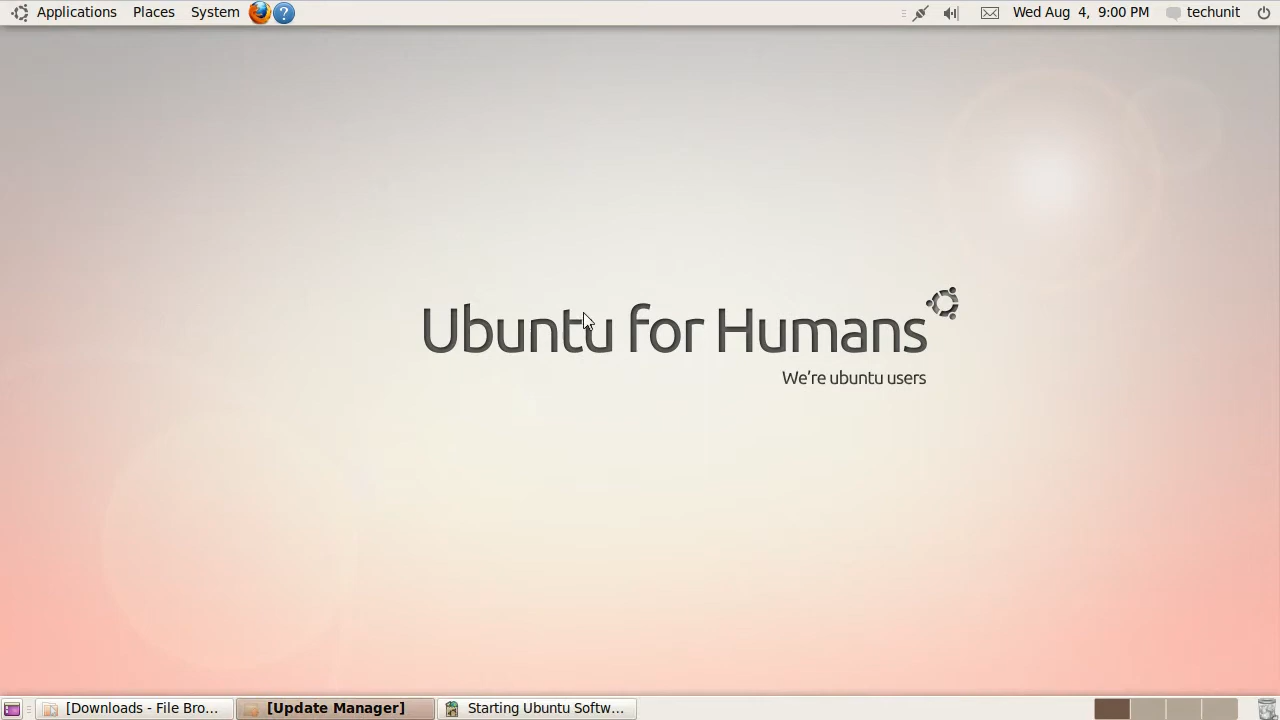 Applications Places System ? Wed Aug 4, 9:00 PM techunit
Ubuntu for Humans
We're ubuntu users
[Downloads - File Bro... [Update Manager] Starting Ubuntu Softw...